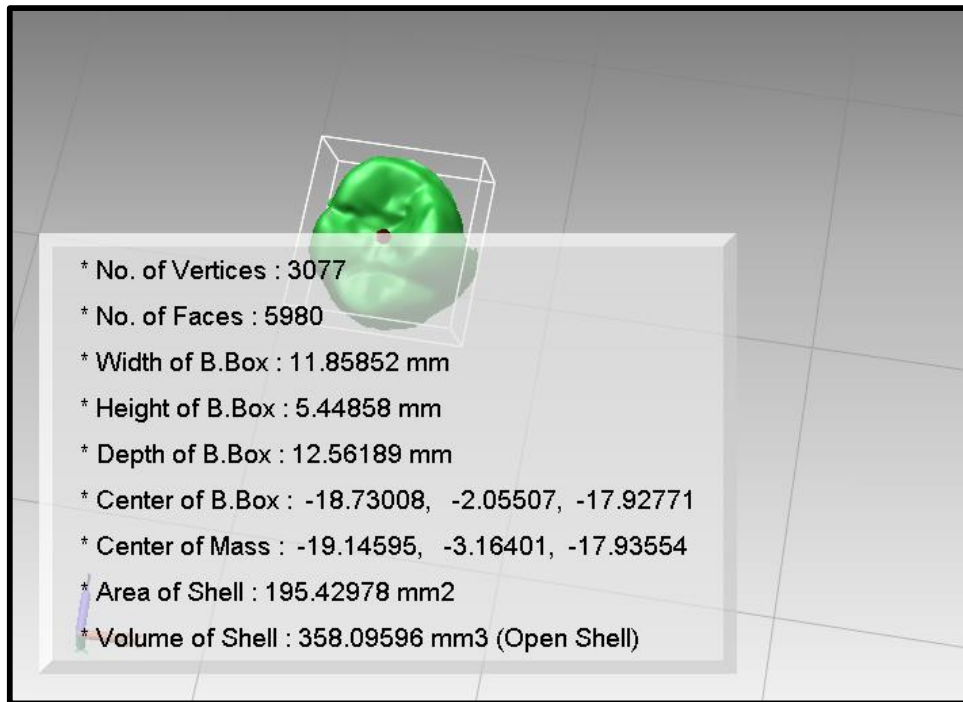 * No. of Vertices : 3077
* No. of Faces : 5980
* Width of B.Box : 11.85852 mm
* Height of B.Box : 5.44858 mm
* Depth of B.Box : 12.56189 mm
* Center of B.Box :  -18.73008,   -2.05507,  -17.92771
* Center of Mass :  -19.14595,   -3.16401, -17.93554
* Area of Shell : 195.42978 mm2
* Volume of Shell : 358.09596 mm3 (Open Shell)